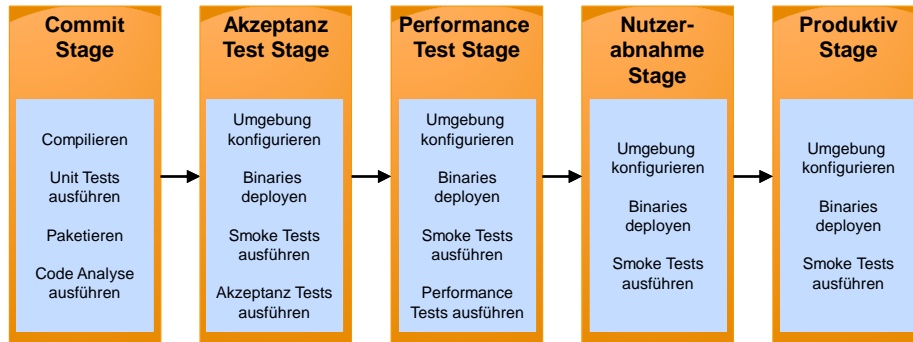 Commit
Stage
Compilieren
Unit Tests
ausführen
Paketieren
Code Analyse
ausführen
Akzeptanz
Test Stage
Umgebung
konfigurieren
Binaries
deployen
Smoke Tests
ausführen
Akzeptanz Tests
ausführen
Performance
Test Stage
Umgebung
konfigurieren
Binaries
deployen
Smoke Tests
ausführen
Performance
Tests ausführen
Nutzer-
abnahme
Stage
Umgebung
konfigurieren
Binaries
deployen
Smoke Tests
ausführen
Produktiv
Stage
Umgebung
konfigurieren
Binaries
deployen
Smoke Tests
ausführen